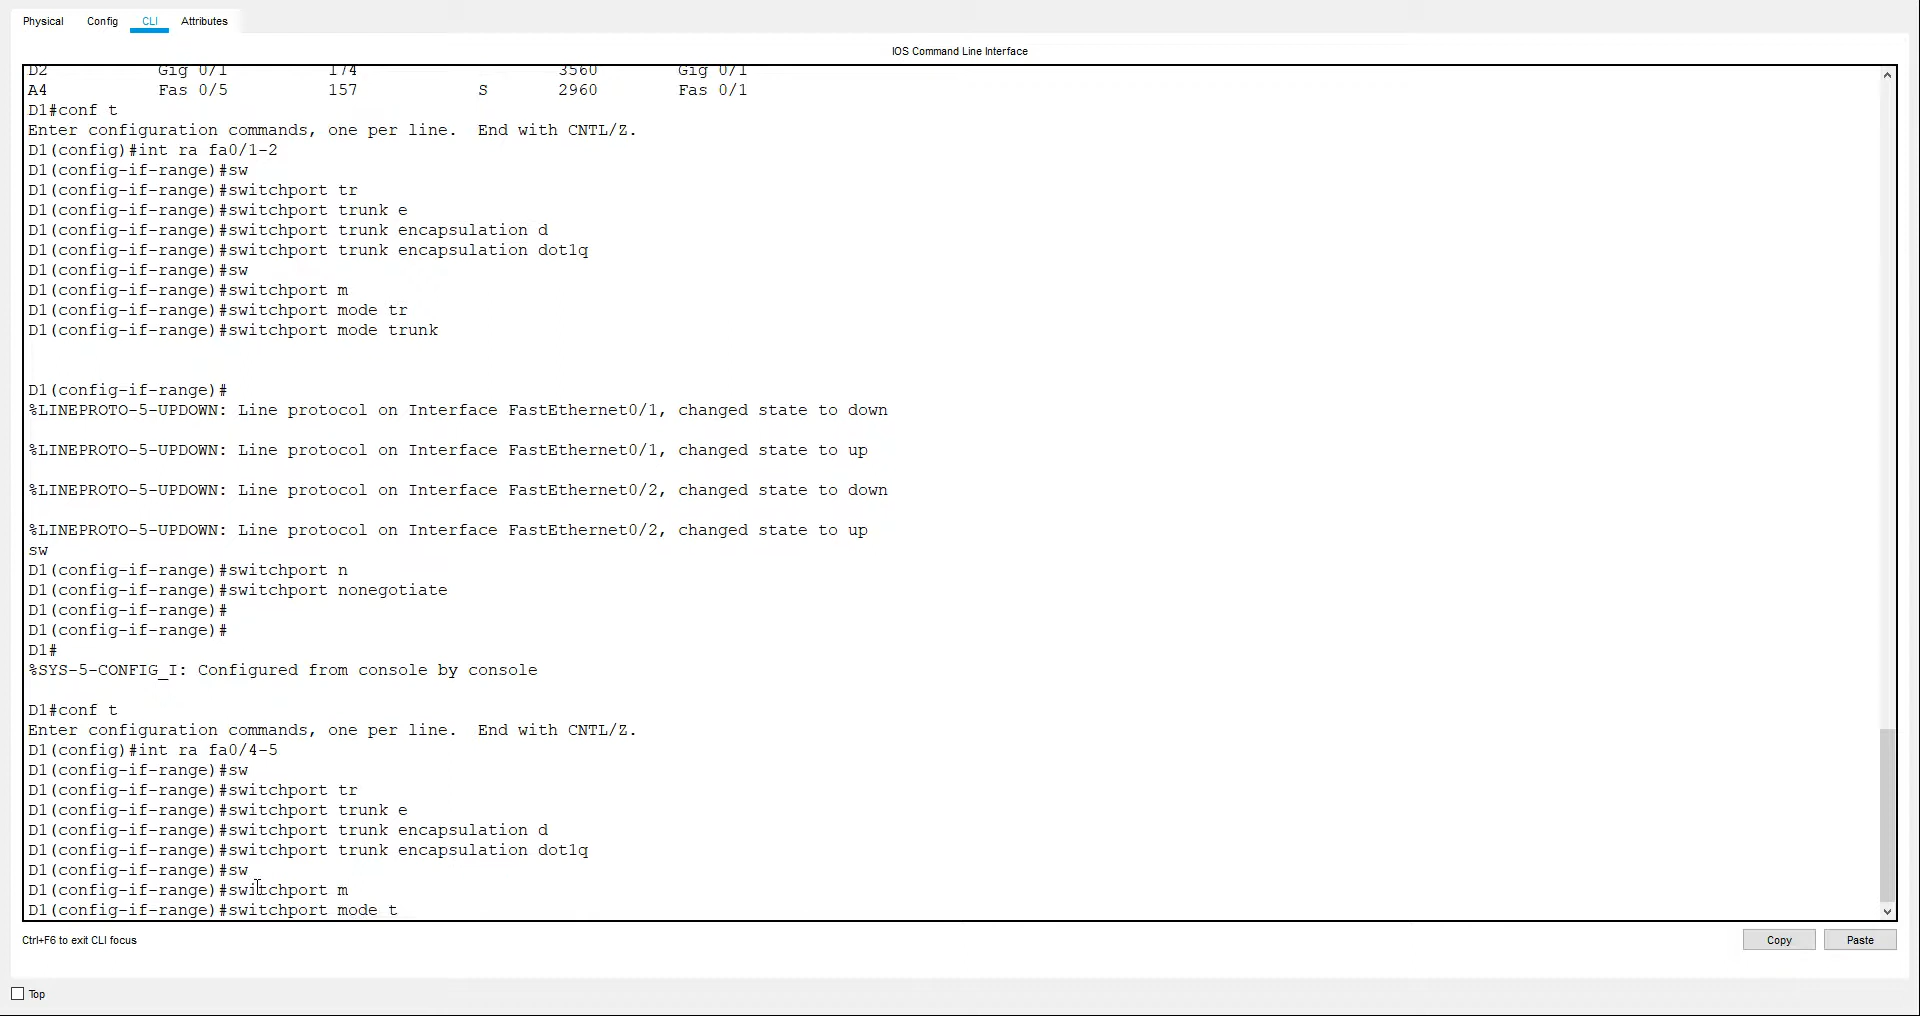 Physical Config CLI Attributes
IOS Command Line Interface
D2 Gig 0/1 174 3560 Gig 0/1
A4 Fas 0/5 157 S 2960 Fas 0/1
D1#conf t
Enter configuration commands, one per line. End with CNTL/Z.
D1(config)#int ra fa0/1-2
D1(config-if-range)#sw
D1(config-if-range)#switchport tr
D1(config-if-range)#switchport trunk e
D1(config-if-range)#switchport trunk encapsulation d
D1(config-if-range)#switchport trunk encapsulation dot1q
D1(config-if-range)#sw
D1(config-if-range)#switchport m
D1(config-if-range)#switchport mode tr
D1(config-if-range)#switchport mode trunk
D1(config-if-range)#
%LINEPROTO-5-UPDOWN: Line protocol on Interface FastEthernet0/1, changed state to down
%LINEPROTO-5-UPDOWN: Line protocol on Interface FastEthernet0/1, changed state to up
%LINEPROTO-5-UPDOWN: Line protocol on Interface FastEthernet0/2, changed state to down
%LINEPROTO-5-UPDOWN: Line protocol on Interface FastEthernet0/2, changed state to up
sw
D1(config-if-range)#switchport n
D1(config-if-range)#switchport nonegotiate
D1(config-if-range)#
D1(config-if-range)#
D1#
%SYS-5-CONFIG_I: Configured from console by console
D1#conf t
Enter configuration commands, one per line. End with CNTL/Z.
D1(config)#int ra fa0/4-5
D1(config-if-range)#sw
D1(config-if-range)#switchport tr
D1(config-if-range)#switchport trunk e
D1(config-if-range)#switchport trunk encapsulation d
D1(config-if-range)#switchport trunk encapsulation dot1q
D1(config-if-range)#sw
D1(config-if-range)#switchport m
D1(config-if-range)#switchport mode t
Ctrl+F6 to exit CLI focus
Copy Paste
Top